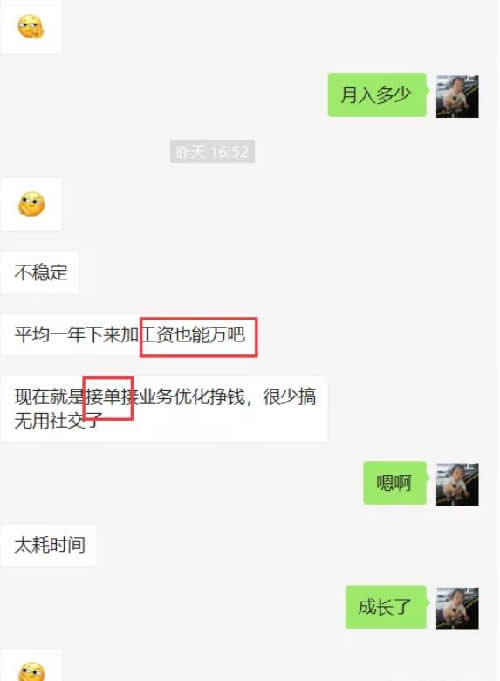 月入多少
昨天 16:52
不稳定
平均一年下来加工资也能万吧
现在就是接单接业务优化挣钱，很少搞
无用社交了
嗯啊
太耗时间
成长了